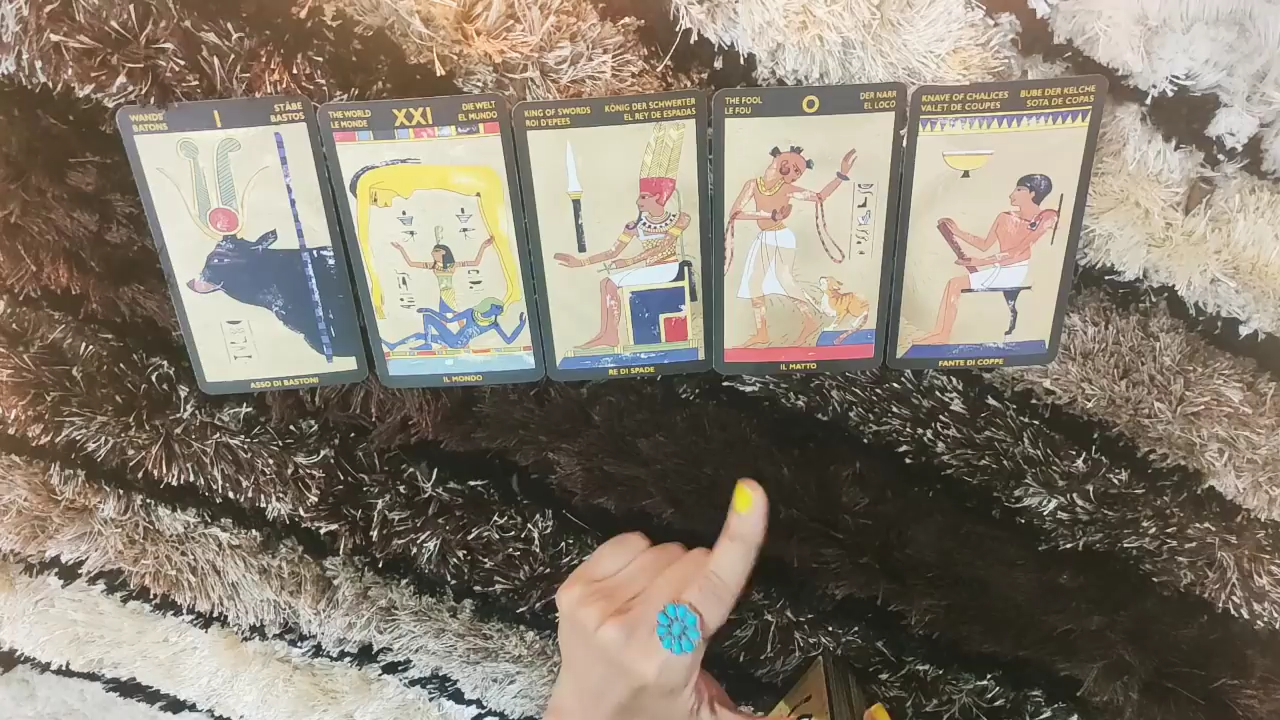 WANDS
BATONS
I
STÄBE
BASTOS
ASSO DI BASTONI
THE WORLD
LE MONDE
XXI
DIE WELT
EL MUNDO
IL MONDO
KING OF SWORDS
ROI D'EPEES
KÖNIG DER SCHWERTER
EL REY DE ESPADAS
RE DI SPADE
THE FOOL
LE FOU
0
DER NARR
EL LOCO
IL MATTO
KNAVE OF CHALICES
VALET DE COUPES
BUBE DER KELCHE
SOTA DE COPAS
FANTE DI COPPE